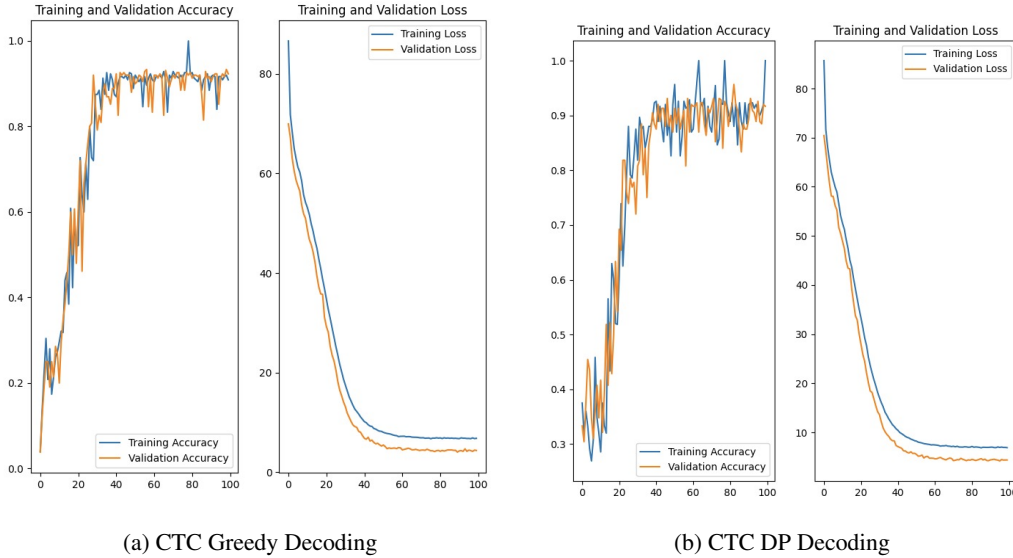 Training and Validation Accuracy
1.0
0.8
0.6
0.4
0.2
0.0
0 20 40 60 80 100
Training Accuracy
Validation Accuracy
Training and Validation Loss
80
60
40
20
0
0 20 40 60 80 100
Training Loss
Validation Loss
(a) CTC Greedy Decoding
Training and Validation Accuracy
1.0
0.9
0.8
0.7
0.6
0.5
0.4
0.3
0 20 40 60 80 100
Training Accuracy
Validation Accuracy
Training and Validation Loss
80
70
60
50
40
30
20
10
0 20 40 60 80 100
Training Loss
Validation Loss
(b) CTC DP Decoding